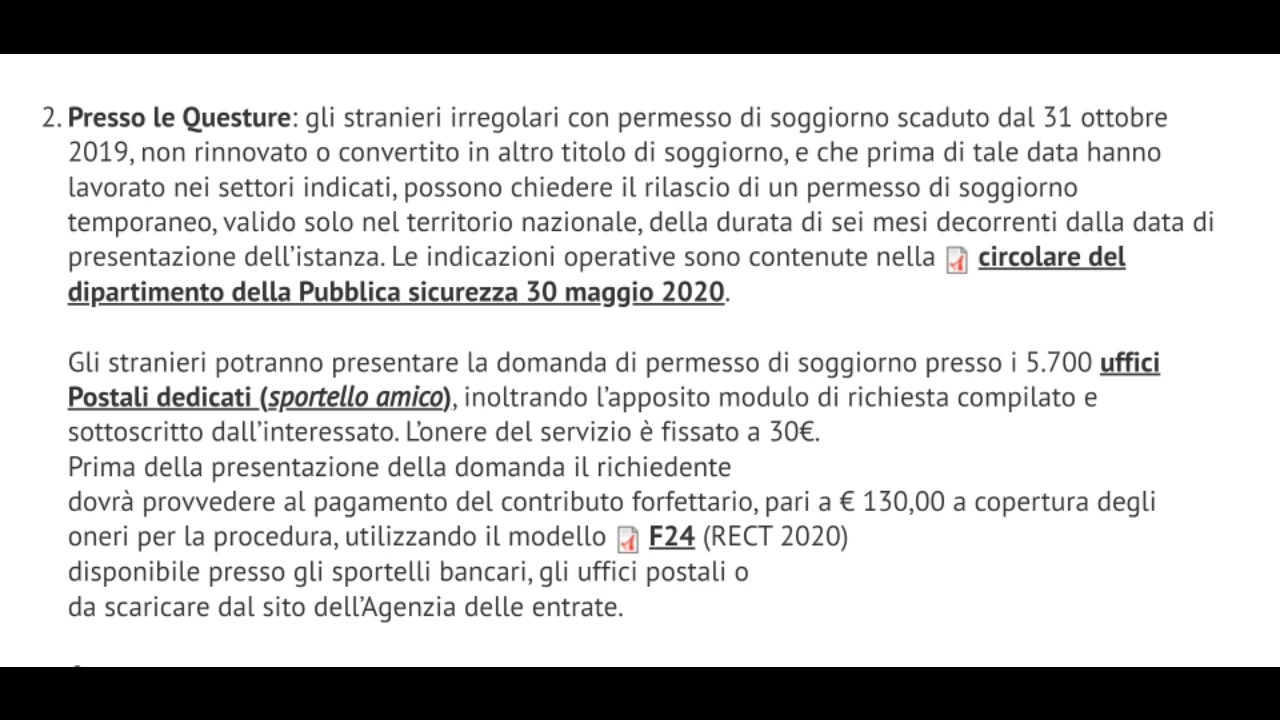 2. Presso le Questure: gli stranieri irregolari con permesso di soggiorno scaduto dal 31 ottobre
2019, non rinnovato o convertito in altro titolo di soggiorno, e che prima di tale data hanno
lavorato nei settori indicati, possono chiedere il rilascio di un permesso di soggiorno
temporaneo, valido solo nel territorio nazionale, della durata di sei mesi decorrenti dalla data di
presentazione dell’istanza. Le indicazioni operative sono contenute nella circolare del
dipartimento della Pubblica sicurezza 30 maggio 2020.
Gli stranieri potranno presentare la domanda di permesso di soggiorno presso i 5.700 uffici
Postali dedicati (sportello amico), inoltrando l’apposito modulo di richiesta compilato e
sottoscritto dall’interessato. L’onere del servizio è fissato a 30€.
Prima della presentazione della domanda il richiedente
dovrà provvedere al pagamento del contributo forfettario, pari a € 130,00 a copertura degli
oneri per la procedura, utilizzando il modello F24 (RECT 2020)
disponibile presso gli sportelli bancari, gli uffici postali o
da scaricare dal sito dell’Agenzia delle entrate.